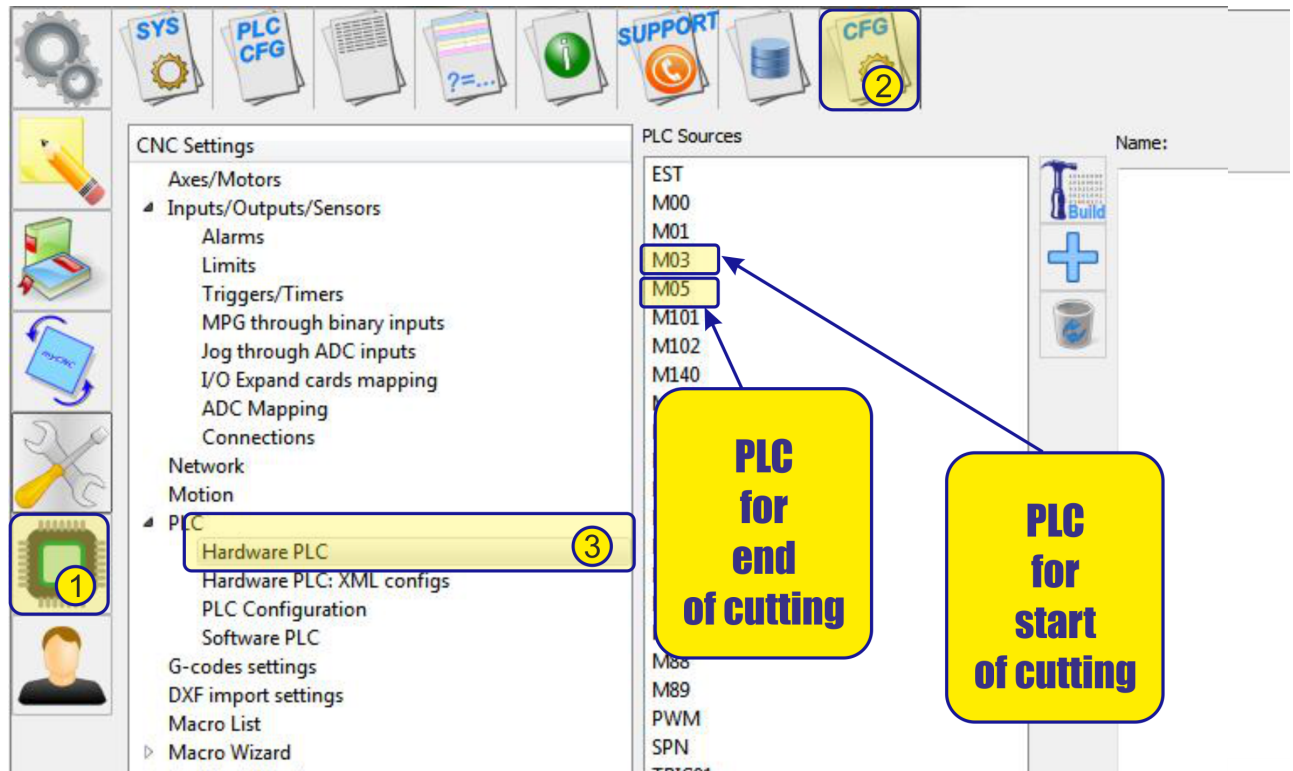 SYS
PLC
CFG
?=...
SUPPORT
CFG
2
CNC Settings
Axes/Motors
Inputs/Outputs/Sensors
Alarms
Limits
Triggers/Timers
MPG through binary inputs
Jog through ADC inputs
I/O Expand cards mapping
ADC Mapping
Connections
Network
Motion
PLC
Hardware PLC
3
Hardware PLC: XML configs
PLC Configuration
Software PLC
G-codes settings
DXF import settings
Macro List
Macro Wizard
myCNC
1
PLC Sources
EST
M00
M01
M03
M05
M101
M102
M140
M88
M89
PWM
SPN
Build
Name:
PLC
for
end
of cutting
PLC
for
start
of cutting